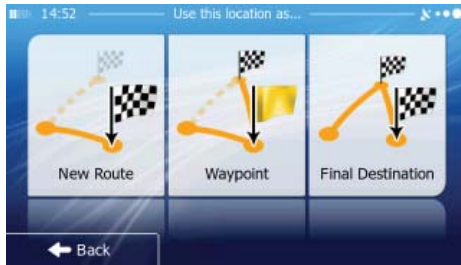 14:52 Use this location as...
New Route Waypoint Final Destination
Back